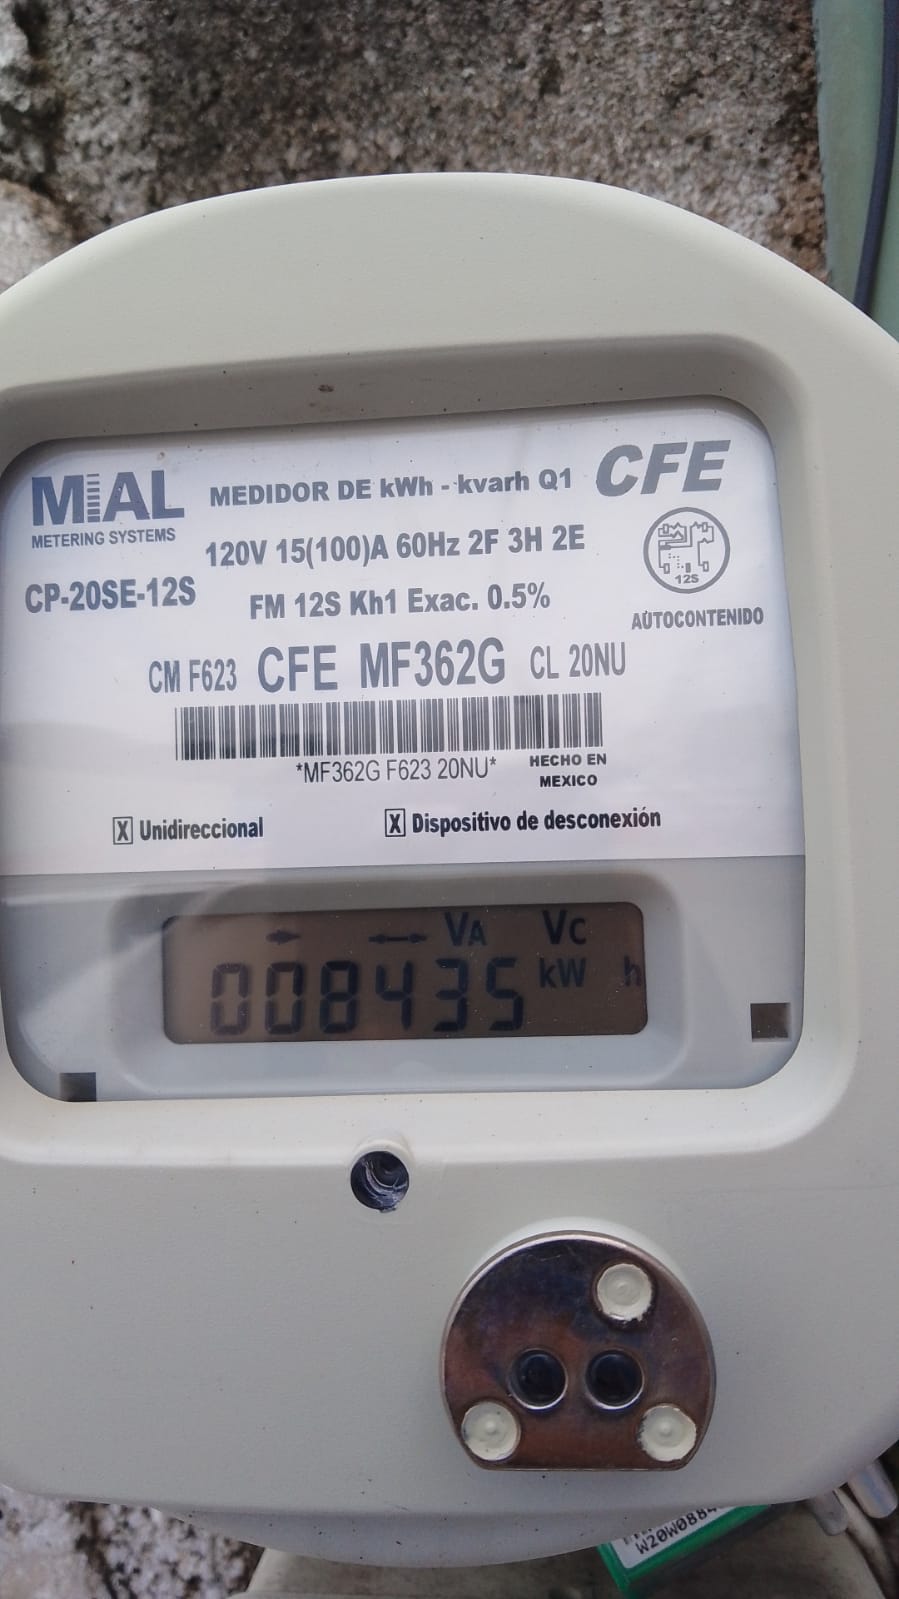 MIAL
METERING SYSTEMS
MEDIDOR DE kWh - kvarh Q1
CFE
120V 15(100)A 60Hz 2F 3H 2E
CP-20SE-12S
FM 12S Kh1 Exac. 0.5%
12S
AUTOCONTENIDO
CM F623 CFE MF362G CL 20NU
*MF362G F623 20NU*
HECHO EN
MEXICO
X Unidireccional
X Dispositivo de desconexión
VA VC
008435 kW h